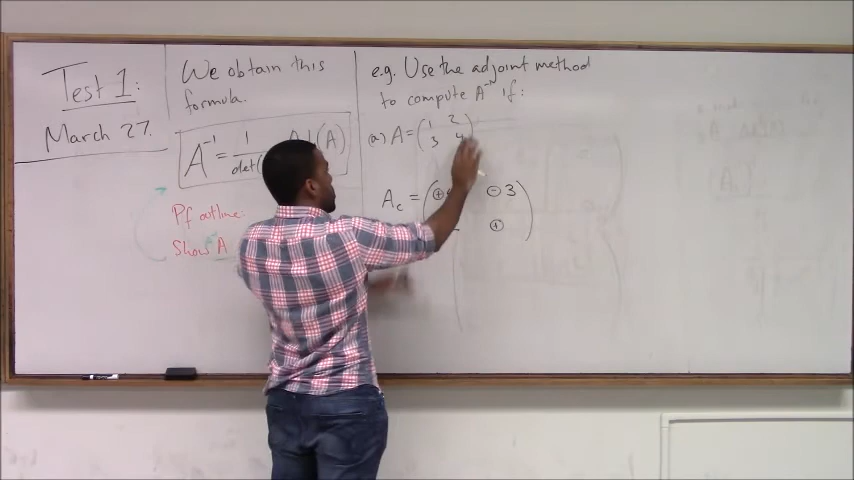 Test 1:
March 27.
We obtain this
formula.
A⁻¹ = 1/det( (A)
Pf outline:
Show A
e.g. Use the adjoint method
to compute A⁻¹ if:
(a) A = ( 1 2
3 4 )
A_c = ( ⊕ ⊖ 3
⊕ )